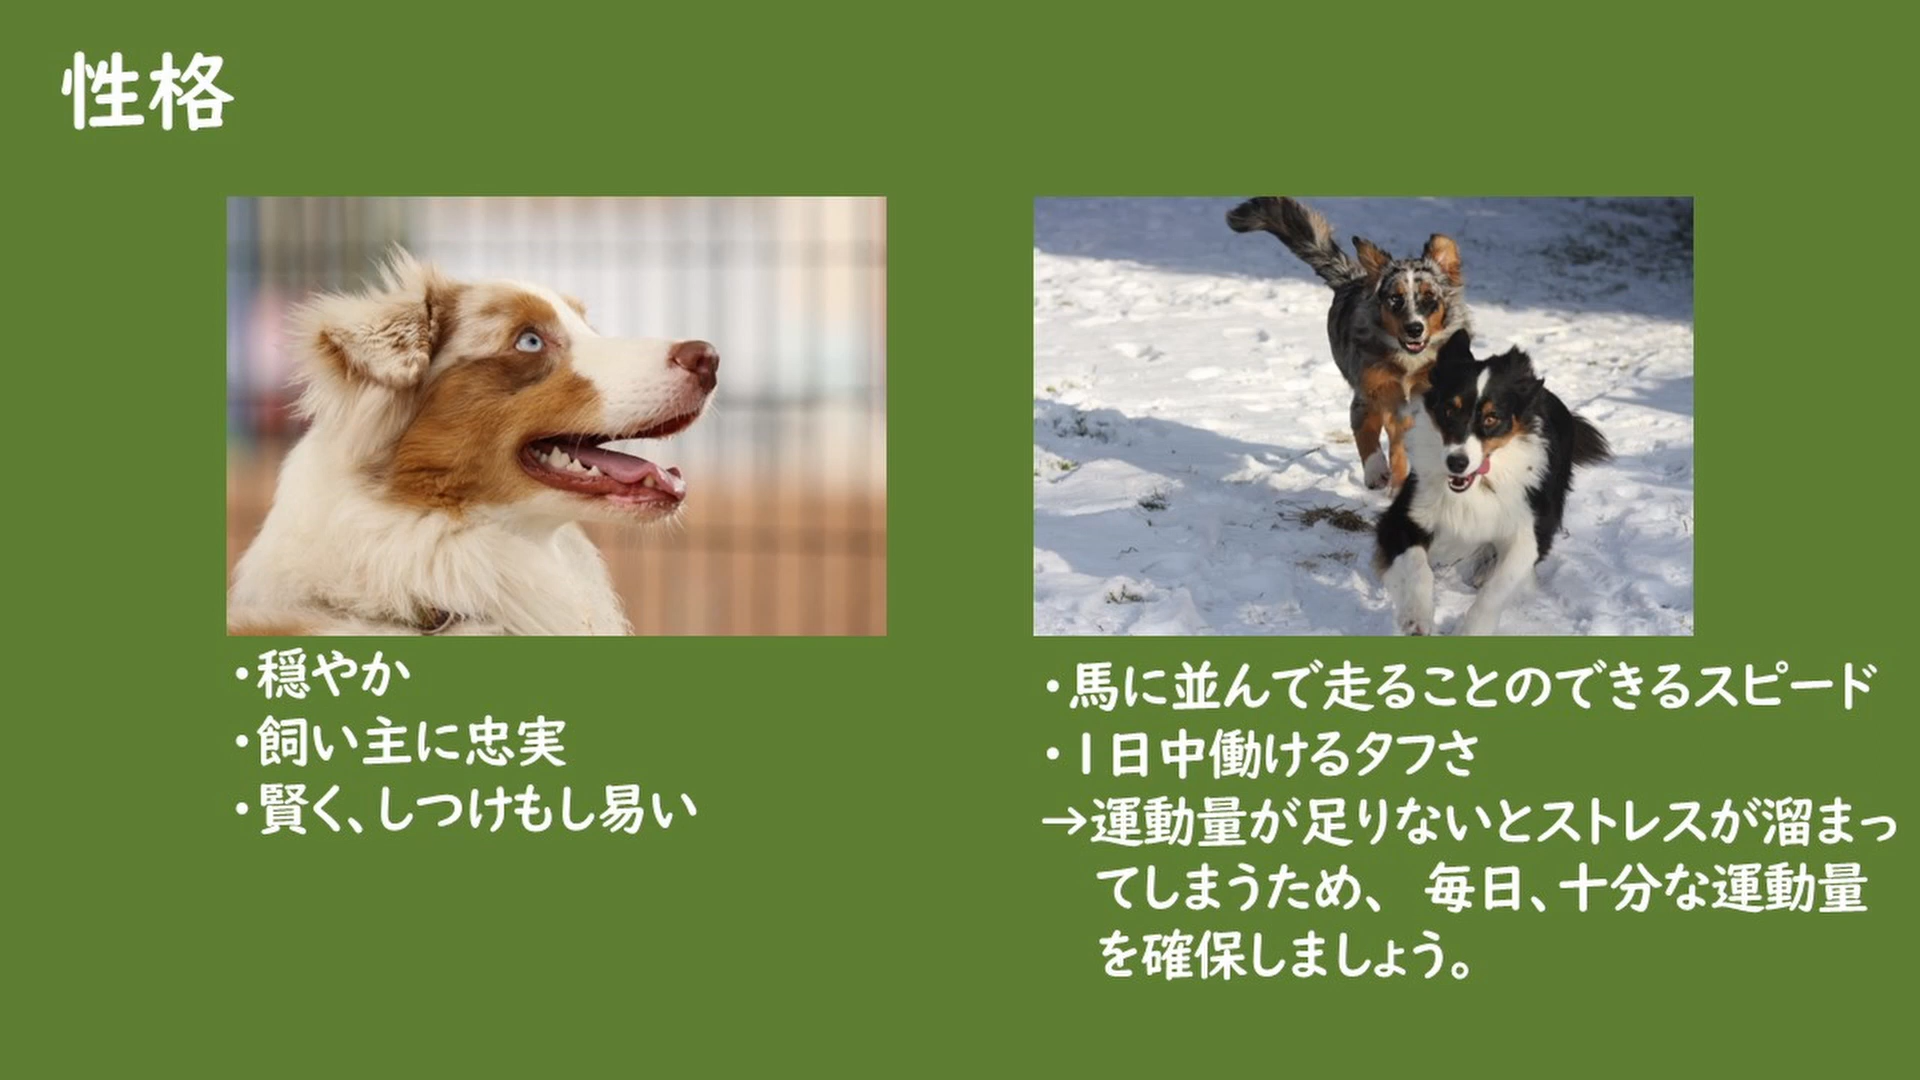 性格
・穏やか
・飼い主に忠実
・賢く、しつけもし易い
・馬に並んで走ることのできるスピード
・1日中働けるタフさ
→運動量が足りないとストレスが溜まっ
てしまうため、 毎日、十分な運動量
を確保しましょう。